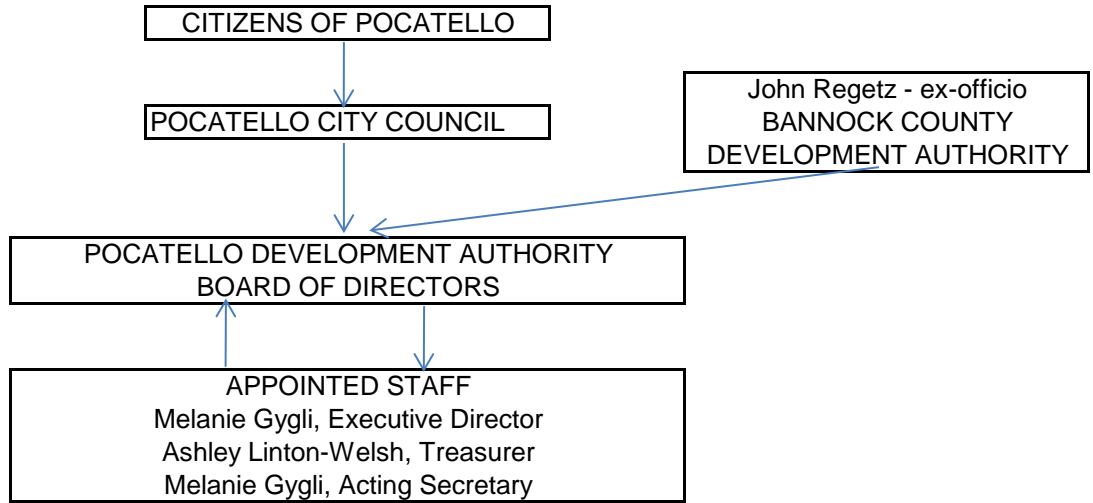 CITIZENS OF POCATELLO
POCATELLO CITY COUNCIL
John Regetz - ex-officio
BANNOCK COUNTY
DEVELOPMENT AUTHORITY
POCATELLO DEVELOPMENT AUTHORITY
BOARD OF DIRECTORS
APPOINTED STAFF
Melanie Gygli, Executive Director
Ashley Linton-Welsh, Treasurer
Melanie Gygli, Acting Secretary